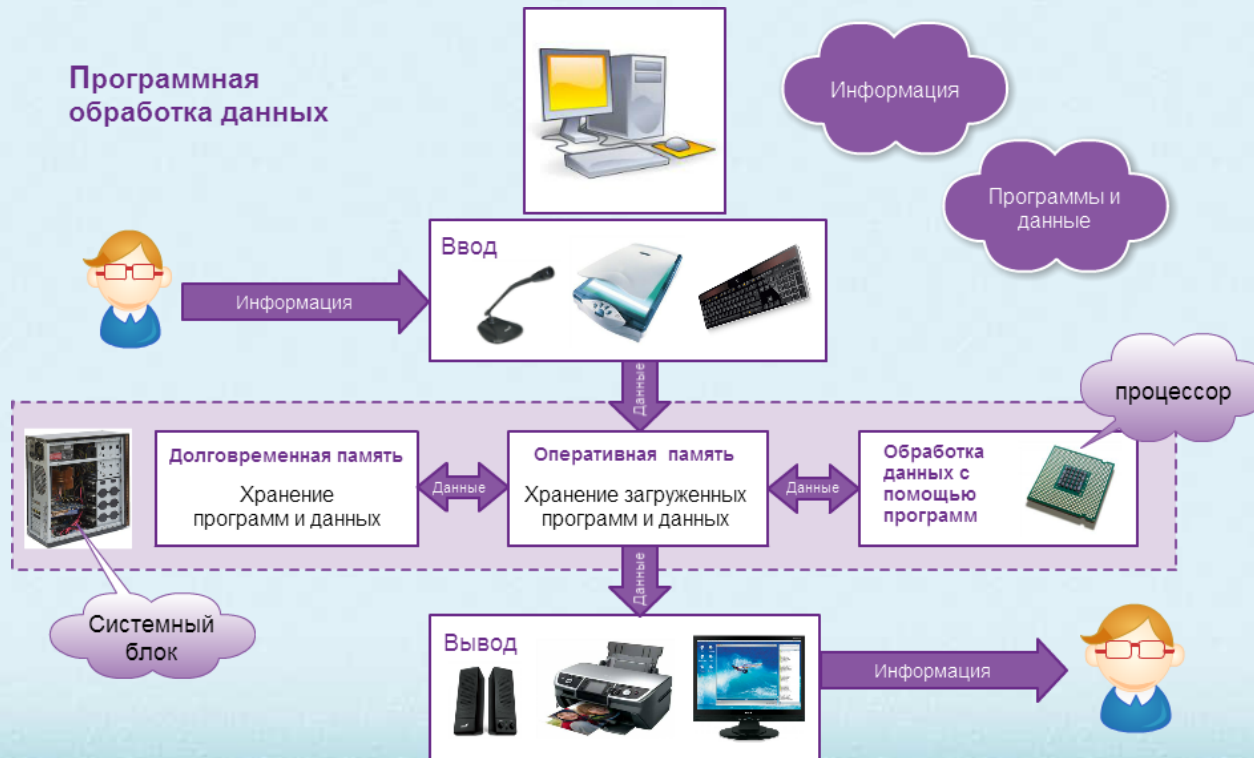 Программная
обработка данных
Информация
Программы и
данные
Ввод
Информация
Данные
процессор
Долговременная память
Хранение
программ и данных
Данные
Оперативная память
Хранение загруженных
программ и данных
Данные
Обработка
данных с
помощью
программ
Данные
Системный
блок
Вывод
Информация